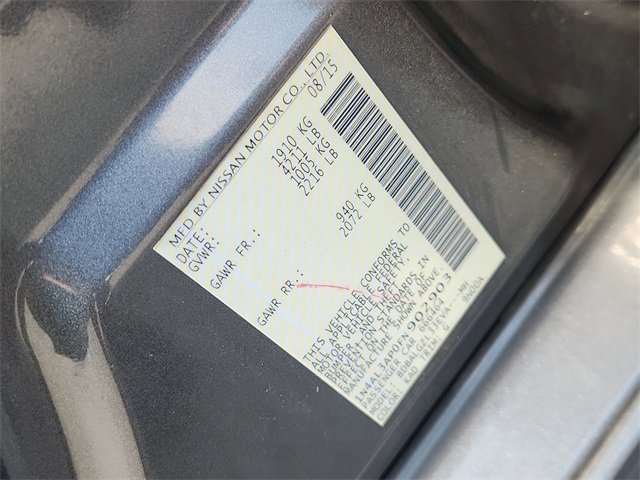 MFD BY NISSAN MOTOR CO., LTD.
DATE: 08/15
GVWR: 1910 KG
4211 LB
GAWR FR.: 1005 KG
2216 LB
GAWR RR.: 940 KG
2072 LB
THIS VEHICLE CONFORMS TO
ALL APPLICABLE FEDERAL
MOTOR VEHICLE SAFETY,
BUMPER, AND THEFT
PREVENTION STANDARDS IN
EFFECT ON THE DATE OF
MANUFACTURE SHOWN ABOVE.
1N4AL3AP0FN902903
PASSENGER CAR
MODEL:
COLOR: KAD TRIM: G